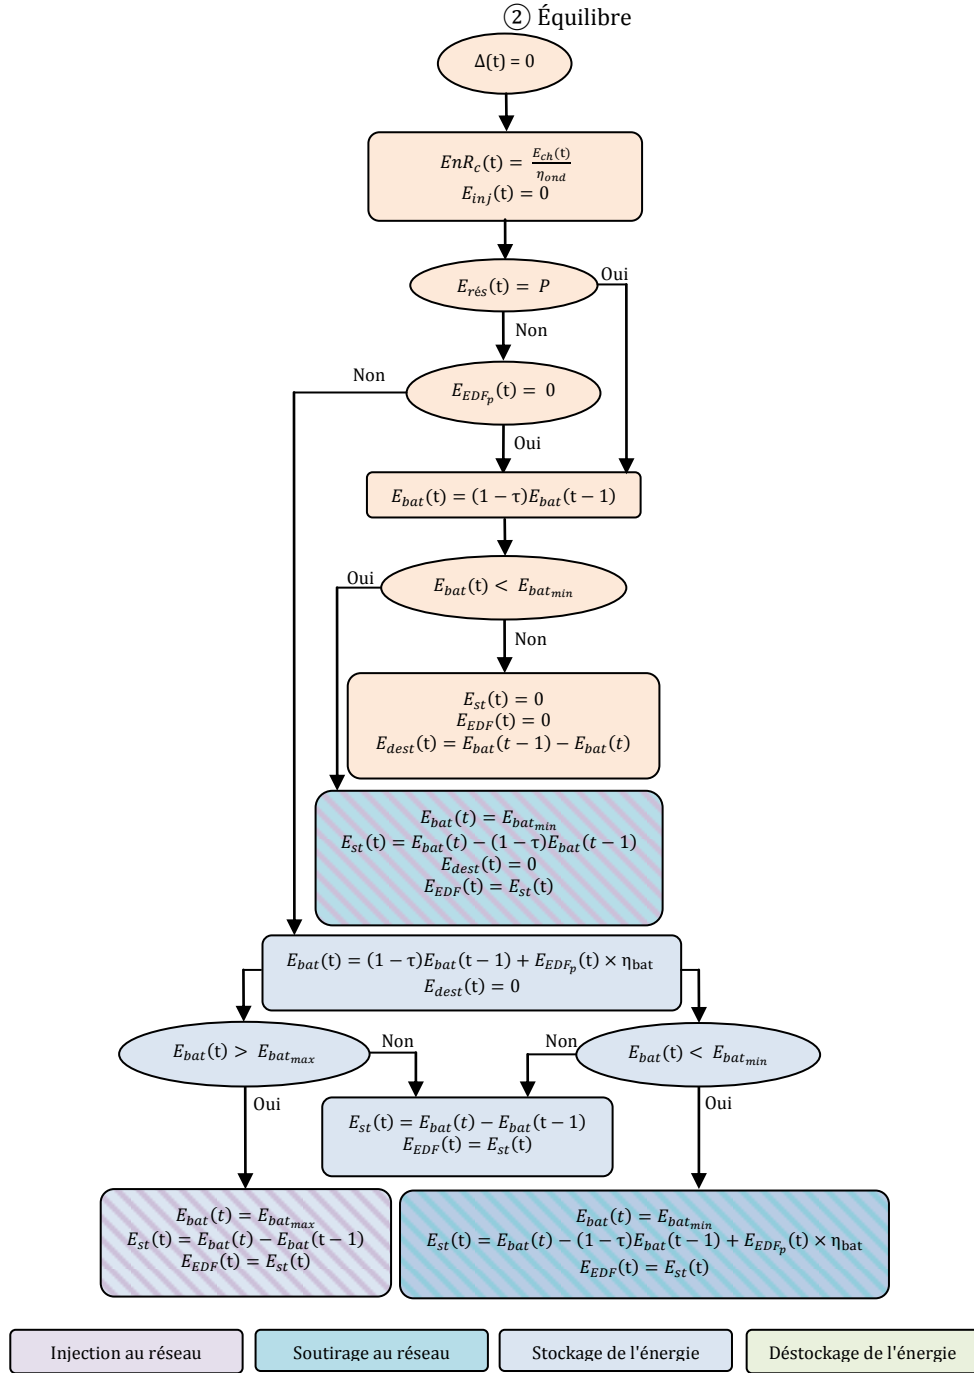 ② Équilibre
Δ(t) = 0
EnR_c(t) = E_ch(t)/η_ond
E_inj(t) = 0
E_rés(t) = P
Oui
Non
Non
E_EDF_p(t) = 0
Oui
E_bat(t) = (1 − τ)E_bat(t − 1)
Oui
E_bat(t) < E_bat_min
Non
E_st(t) = 0
E_EDF(t) = 0
E_dest(t) = E_bat(t − 1) − E_bat(t)
E_bat(t) = E_bat_min
E_st(t) = E_bat(t) − (1 − τ)E_bat(t − 1)
E_dest(t) = 0
E_EDF(t) = E_st(t)
E_bat(t) = (1 − τ)E_bat(t − 1) + E_EDF_p(t) × η_bat
E_dest(t) = 0
E_bat(t) > E_bat_max
Non
Non
E_bat(t) < E_bat_min
Oui
Oui
E_st(t) = E_bat(t) − E_bat(t − 1)
E_EDF(t) = E_st(t)
E_bat(t) = E_bat_max
E_st(t) = E_bat(t) − E_bat(t − 1)
E_EDF(t) = E_st(t)
E_bat(t) = E_bat_min
E_st(t) = E_bat(t) − (1 − τ)E_bat(t − 1) + E_EDF_p(t) × η_bat
E_EDF(t) = E_st(t)
Injection au réseau
Soutirage au réseau
Stockage de l'énergie
Déstockage de l'énergie